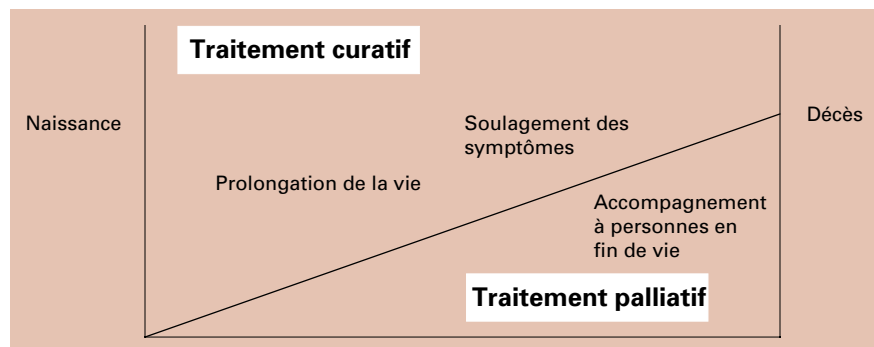 Traitement curatif
Naissance
Décès
Soulagement des
symptômes
Prolongation de la vie
Accompagnement
à personnes en
fin de vie
Traitement palliatif